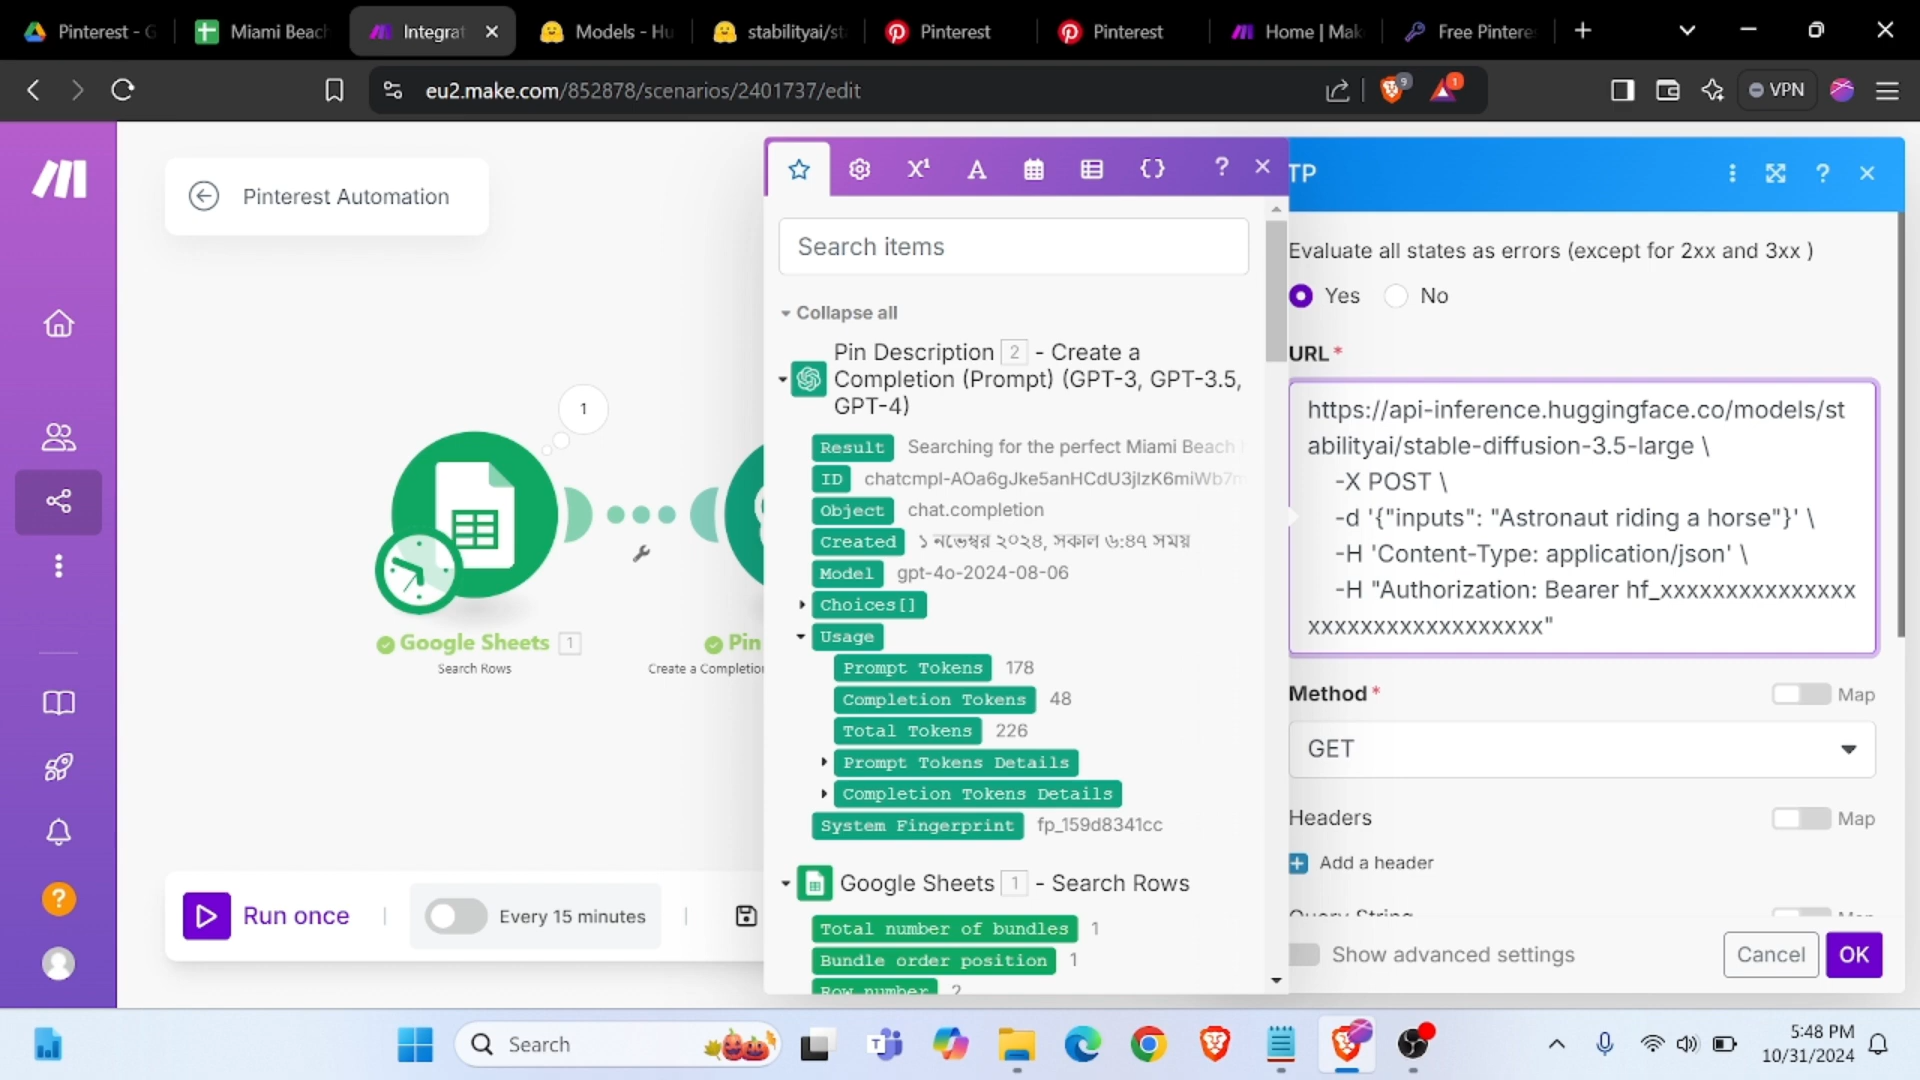 Pinterest - G
Miami Beach
Integrat
Models - Hu
stabilityai/sta
Pinterest
Pinterest
Home | Mak
Free Pinteres
eu2.make.com/852878/scenarios/2401737/edit
9
1
VPN
Pinterest Automation
1
Google Sheets 1
Search Rows
Pin
Create a Completion
Run once
Every 15 minutes
Search items
Collapse all
Pin Description 2 - Create a
Completion (Prompt) (GPT-3, GPT-3.5,
GPT-4)
Result Searching for the perfect Miami Beach
ID chatcmpl-AOa6gJke5anHCdU3jIzK6miWb7
Object chat.completion
Created ১ নভেম্বর ২০২৪, সকাল ৬:৪৭ সময়
Model gpt-4o-2024-08-06
Choices[]
Usage
Prompt Tokens 178
Completion Tokens 48
Total Tokens 226
Prompt Tokens Details
Completion Tokens Details
System Fingerprint fp_159d8341cc
Google Sheets 1 - Search Rows
Total number of bundles 1
Bundle order position 1
Row number 2
TP
Evaluate all states as errors (except for 2xx and 3xx )
Yes No
URL *
https://api-inference.huggingface.co/models/st
abilityai/stable-diffusion-3.5-large \
-X POST \
-d '{"inputs": "Astronaut riding a horse"}' \
-H 'Content-Type: application/json' \
-H "Authorization: Bearer hf_xxxxxxxxxxxxxxx
xxxxxxxxxxxxxxxxxx"
Method * Map
GET
Headers Map
Add a header
Query String Map
Show advanced settings
Cancel
OK
Search
5:48 PM
10/31/2024